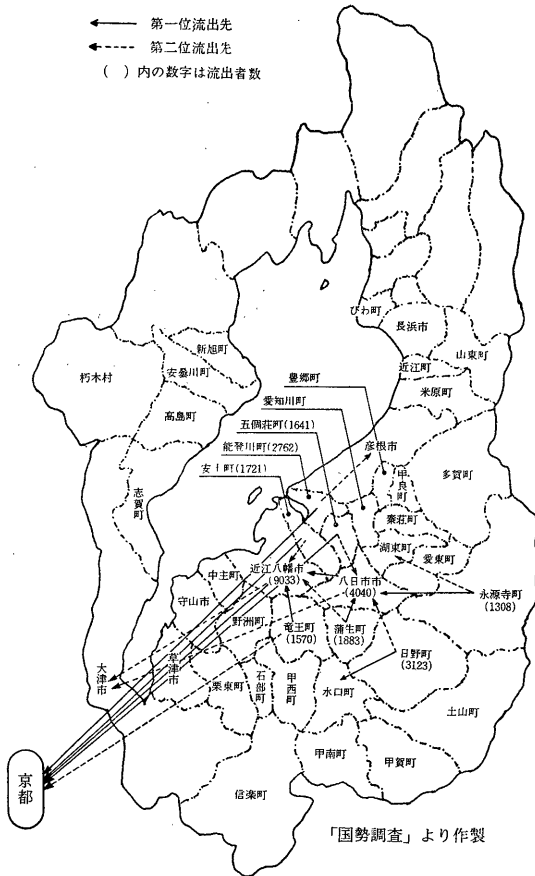 第一位流出先
第二位流出先
( )内の数字は流出者数
びわ町
長浜市
山東町
近江町
米原町
新旭町
朽木村
安曇川町
高島町
志賀町
豊郷町
愛知川町
五個荘町(1641)
能登川町(2762)
安土町(1721)
彦根市
多賀町
甲良町
秦荘町
湖東町
愛東町
近江八幡市
(9033)
八日市市
(4040)
永源寺町
(1308)
中主町
守山市
野洲町
竜王町
(1570)
蒲生町
(1883)
日野町
(3123)
大津市
草津市
栗東町
石部町
甲西町
水口町
土山町
甲南町
甲賀町
信楽町
京都
「国勢調査」より作製